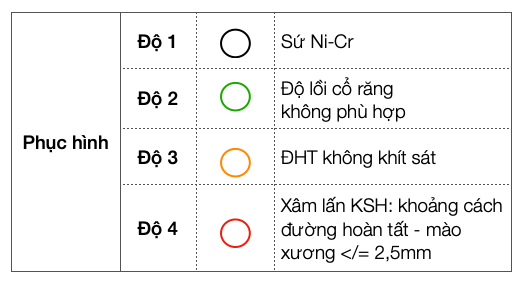 Phục hình
Độ 1
Sứ Ni-Cr
Độ 2
Độ lồi cổ răng
không phù hợp
Độ 3
ĐHT không khít sát
Độ 4
Xâm lấn KSH: khoảng cách
đường hoàn tất - mào
xương </= 2,5mm